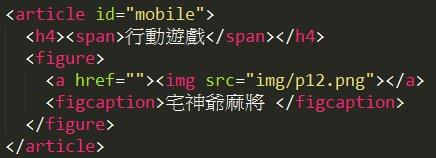 <article id="mobile">
<h4><span>行動遊戲</span></h4>
<figure>
<a href=""><img src="img/p12.png"></a>
<figcaption>宅神爺麻將 </figcaption>
</figure>
</article>